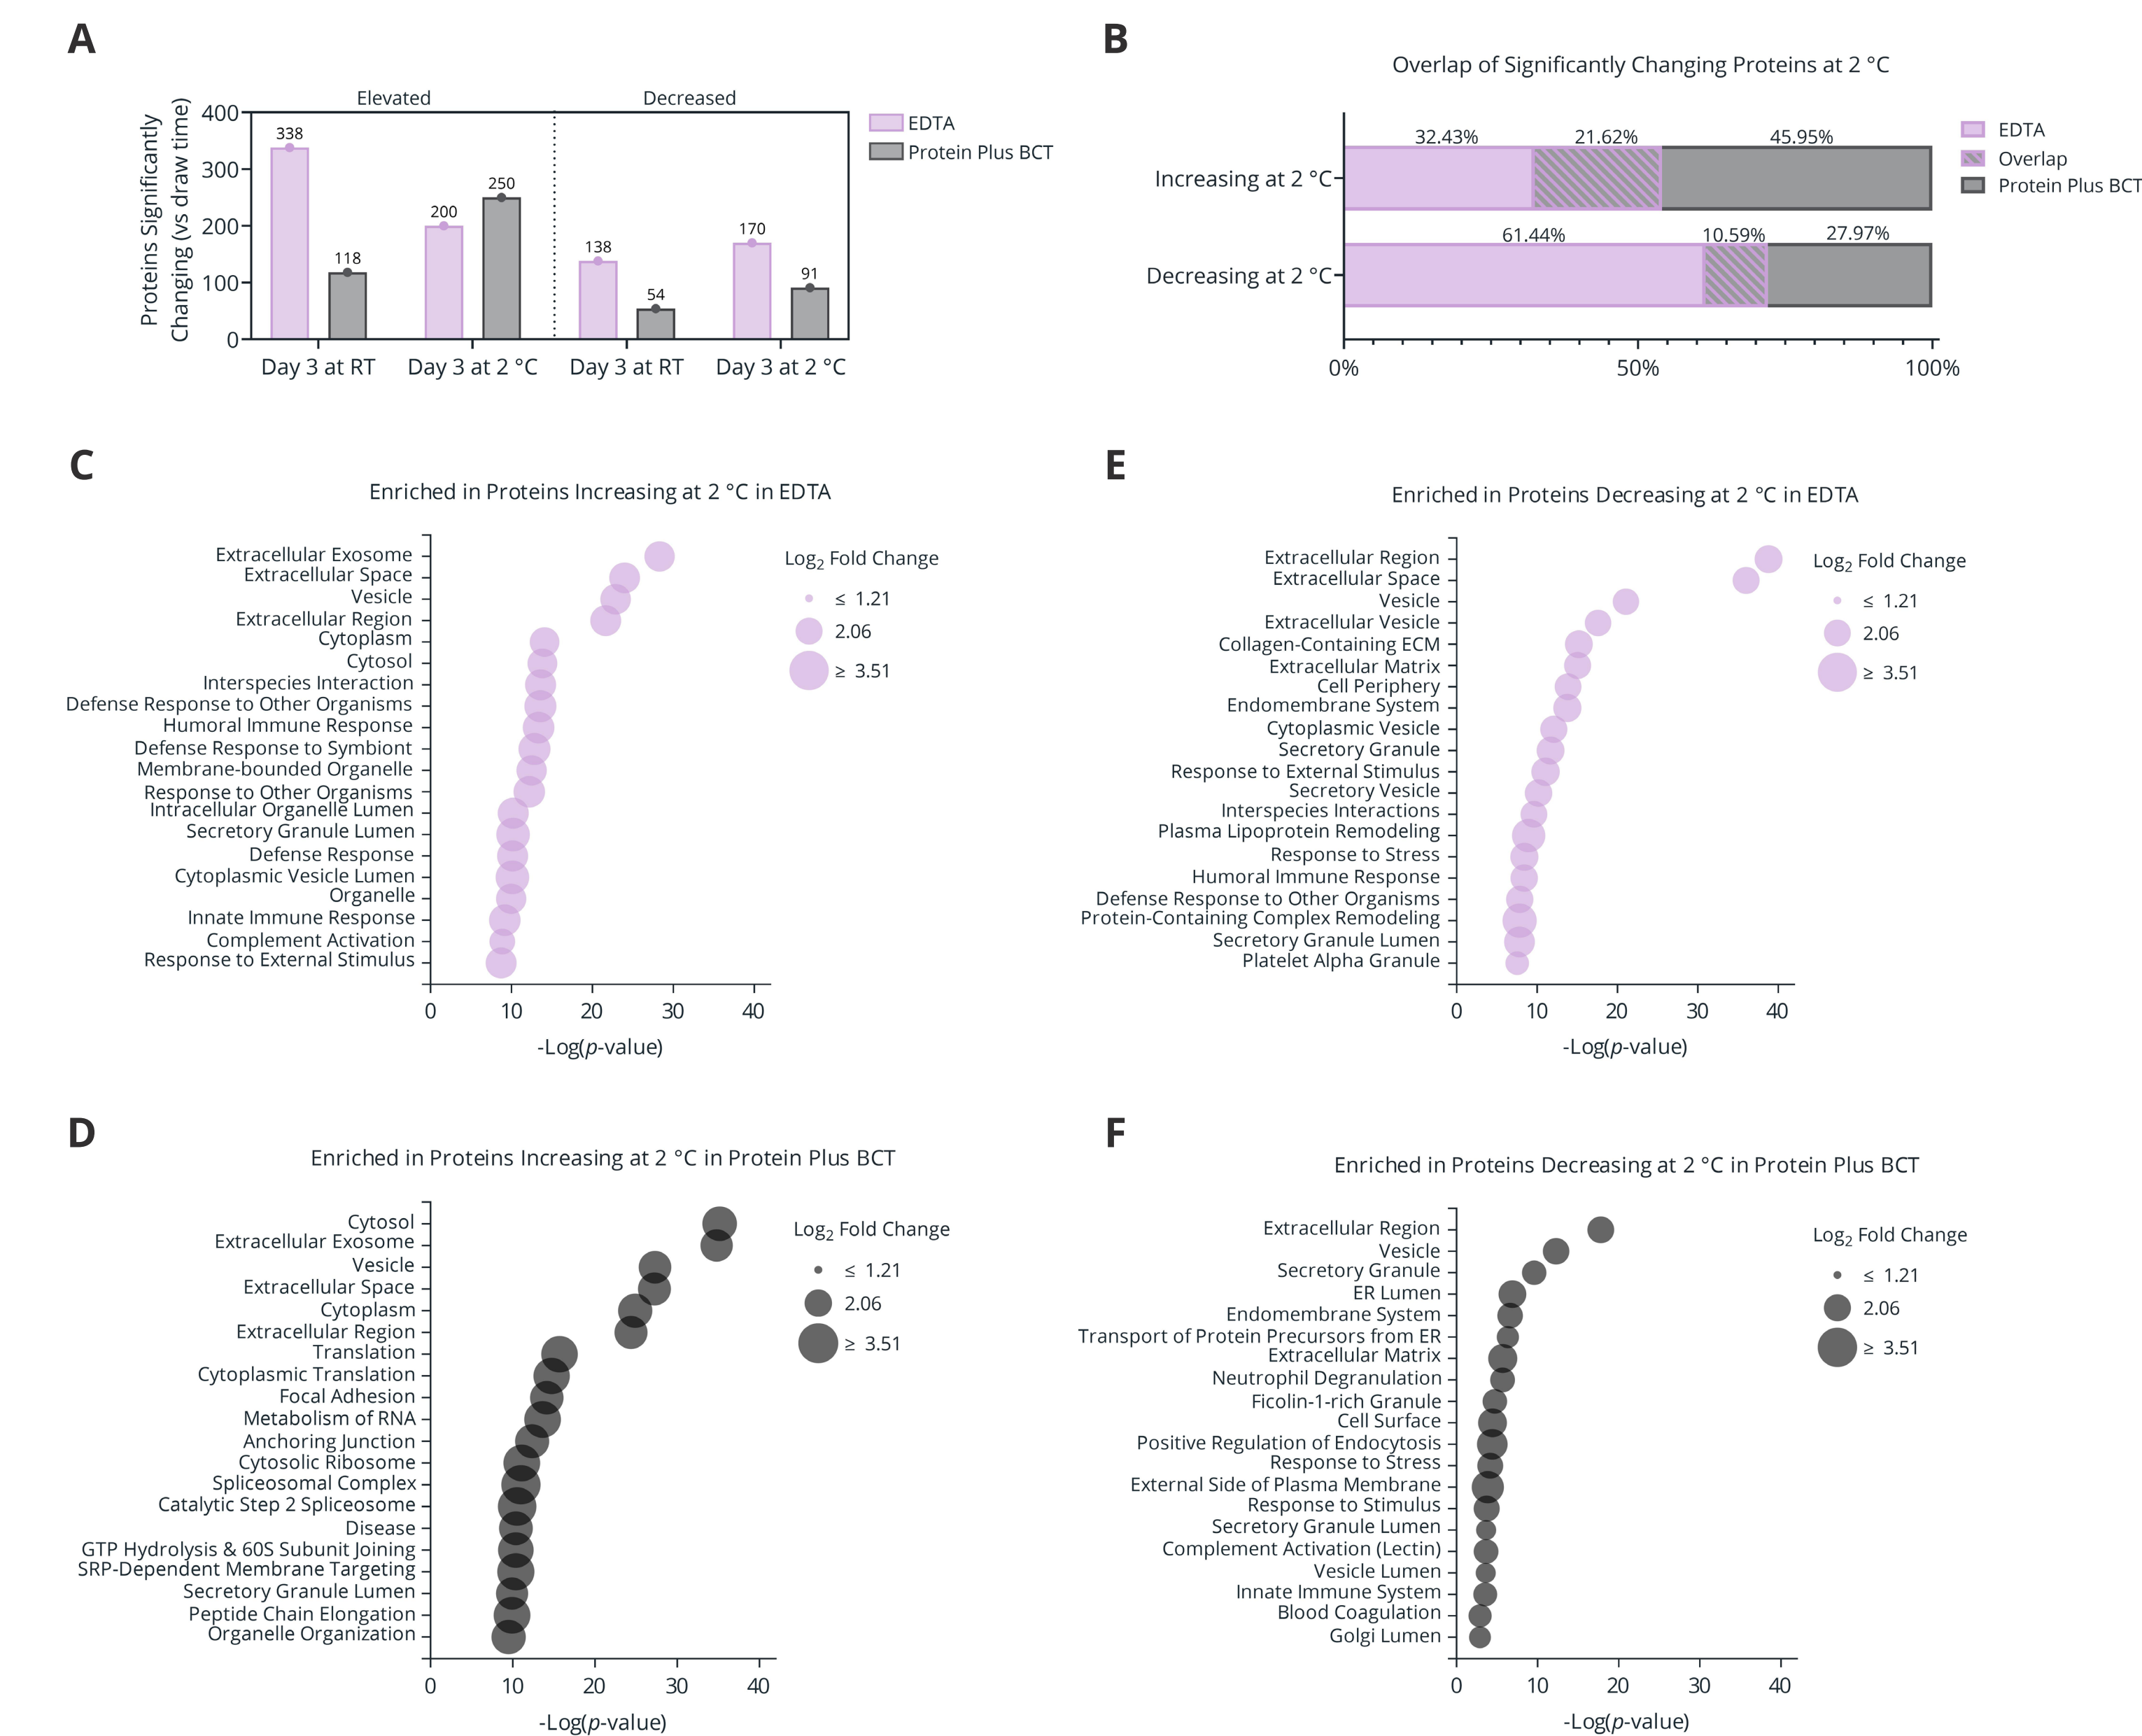 A
Elevated
Decreased
Proteins Significantly
Changing (vs draw time)
400
300
200
100
0
338
118
200
250
138
54
170
91
Day 3 at RT
Day 3 at 2 °C
Day 3 at RT
Day 3 at 2 °C
EDTA
Protein Plus BCT
B
Overlap of Significantly Changing Proteins at 2 °C
32.43%
21.62%
45.95%
Increasing at 2 °C
61.44%
10.59%
27.97%
Decreasing at 2 °C
0%
50%
100%
EDTA
Overlap
Protein Plus BCT
C
Enriched in Proteins Increasing at 2 °C in EDTA
Extracellular Exosome
Extracellular Space
Vesicle
Extracellular Region
Cytoplasm
Cytosol
Interspecies Interaction
Defense Response to Other Organisms
Humoral Immune Response
Defense Response to Symbiont
Membrane-bounded Organelle
Response to Other Organisms
Intracellular Organelle Lumen
Secretory Granule Lumen
Defense Response
Cytoplasmic Vesicle Lumen
Organelle
Innate Immune Response
Complement Activation
Response to External Stimulus
0
10
20
30
40
-Log(p-value)
Log2 Fold Change
≤ 1.21
2.06
≥ 3.51
E
Enriched in Proteins Decreasing at 2 °C in EDTA
Extracellular Region
Extracellular Space
Vesicle
Extracellular Vesicle
Collagen-Containing ECM
Extracellular Matrix
Cell Periphery
Endomembrane System
Cytoplasmic Vesicle
Secretory Granule
Response to External Stimulus
Secretory Vesicle
Interspecies Interactions
Plasma Lipoprotein Remodeling
Response to Stress
Humoral Immune Response
Defense Response to Other Organisms
Protein-Containing Complex Remodeling
Secretory Granule Lumen
Platelet Alpha Granule
0
10
20
30
40
-Log(p-value)
Log2 Fold Change
≤ 1.21
2.06
≥ 3.51
D
Enriched in Proteins Increasing at 2 °C in Protein Plus BCT
Cytosol
Extracellular Exosome
Vesicle
Extracellular Space
Cytoplasm
Extracellular Region
Translation
Cytoplasmic Translation
Focal Adhesion
Metabolism of RNA
Anchoring Junction
Cytosolic Ribosome
Spliceosomal Complex
Catalytic Step 2 Spliceosome
Disease
GTP Hydrolysis & 60S Subunit Joining
SRP-Dependent Membrane Targeting
Secretory Granule Lumen
Peptide Chain Elongation
Organelle Organization
0
10
20
30
40
-Log(p-value)
Log2 Fold Change
≤ 1.21
2.06
≥ 3.51
F
Enriched in Proteins Decreasing at 2 °C in Protein Plus BCT
Extracellular Region
Vesicle
Secretory Granule
ER Lumen
Endomembrane System
Transport of Protein Precursors from ER
Extracellular Matrix
Neutrophil Degranulation
Ficolin-1-rich Granule
Cell Surface
Positive Regulation of Endocytosis
Response to Stress
External Side of Plasma Membrane
Response to Stimulus
Secretory Granule Lumen
Complement Activation (Lectin)
Vesicle Lumen
Innate Immune System
Blood Coagulation
Golgi Lumen
0
10
20
30
40
-Log(p-value)
Log2 Fold Change
≤ 1.21
2.06
≥ 3.51